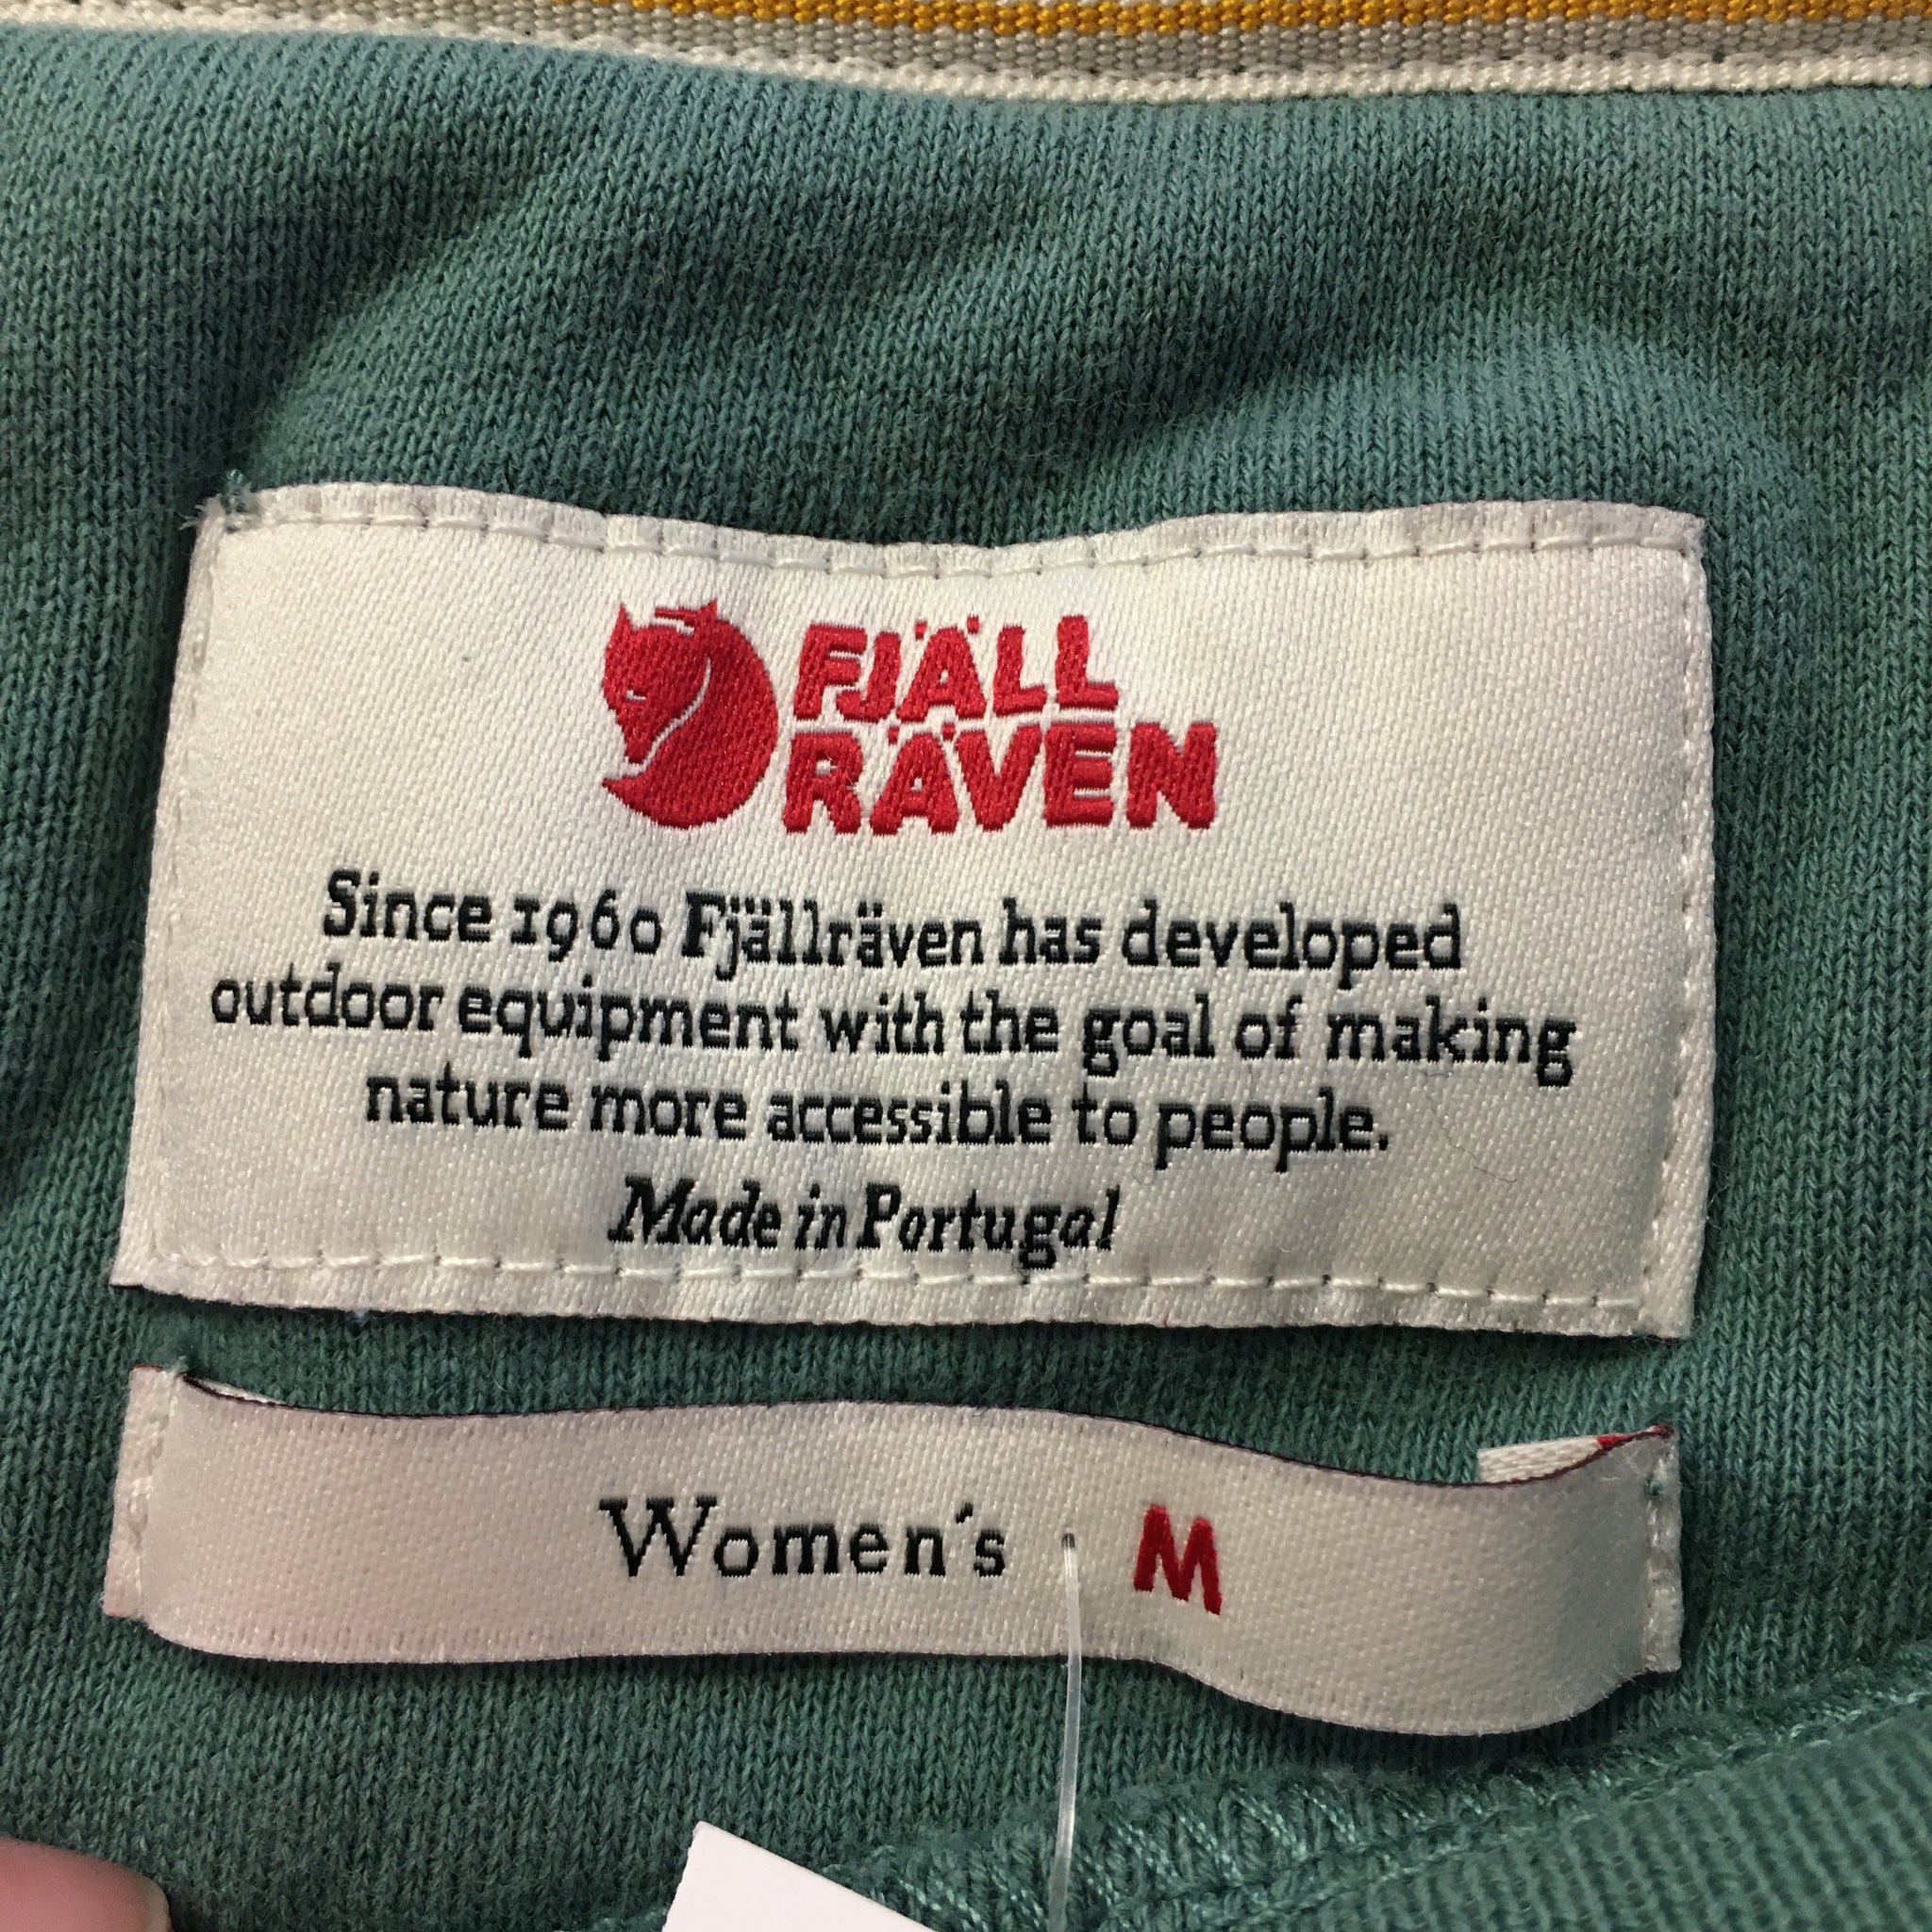 FJÄLL
RÄVEN
Since 1960 Fjällräven has developed
outdoor equipment with the goal of making
nature more accessible to people.
Made in Portugal
Women's M